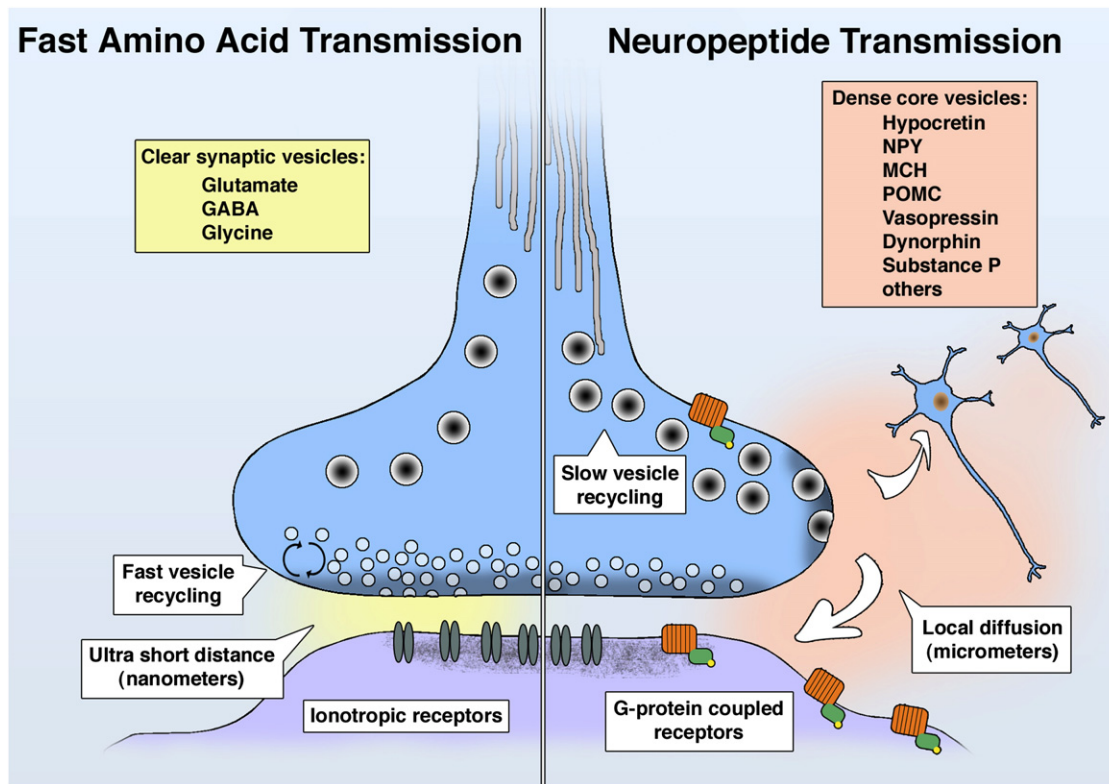 Fast Amino Acid Transmission
Neuropeptide Transmission
Clear synaptic vesicles:
Glutamate
GABA
Glycine
Dense core vesicles:
Hypocretin
NPY
MCH
POMC
Vasopressin
Dynorphin
Substance P
others
Slow vesicle
recycling
Fast vesicle
recycling
Ultra short distance
(nanometers)
Local diffusion
(micrometers)
Ionotropic receptors
G-protein coupled
receptors